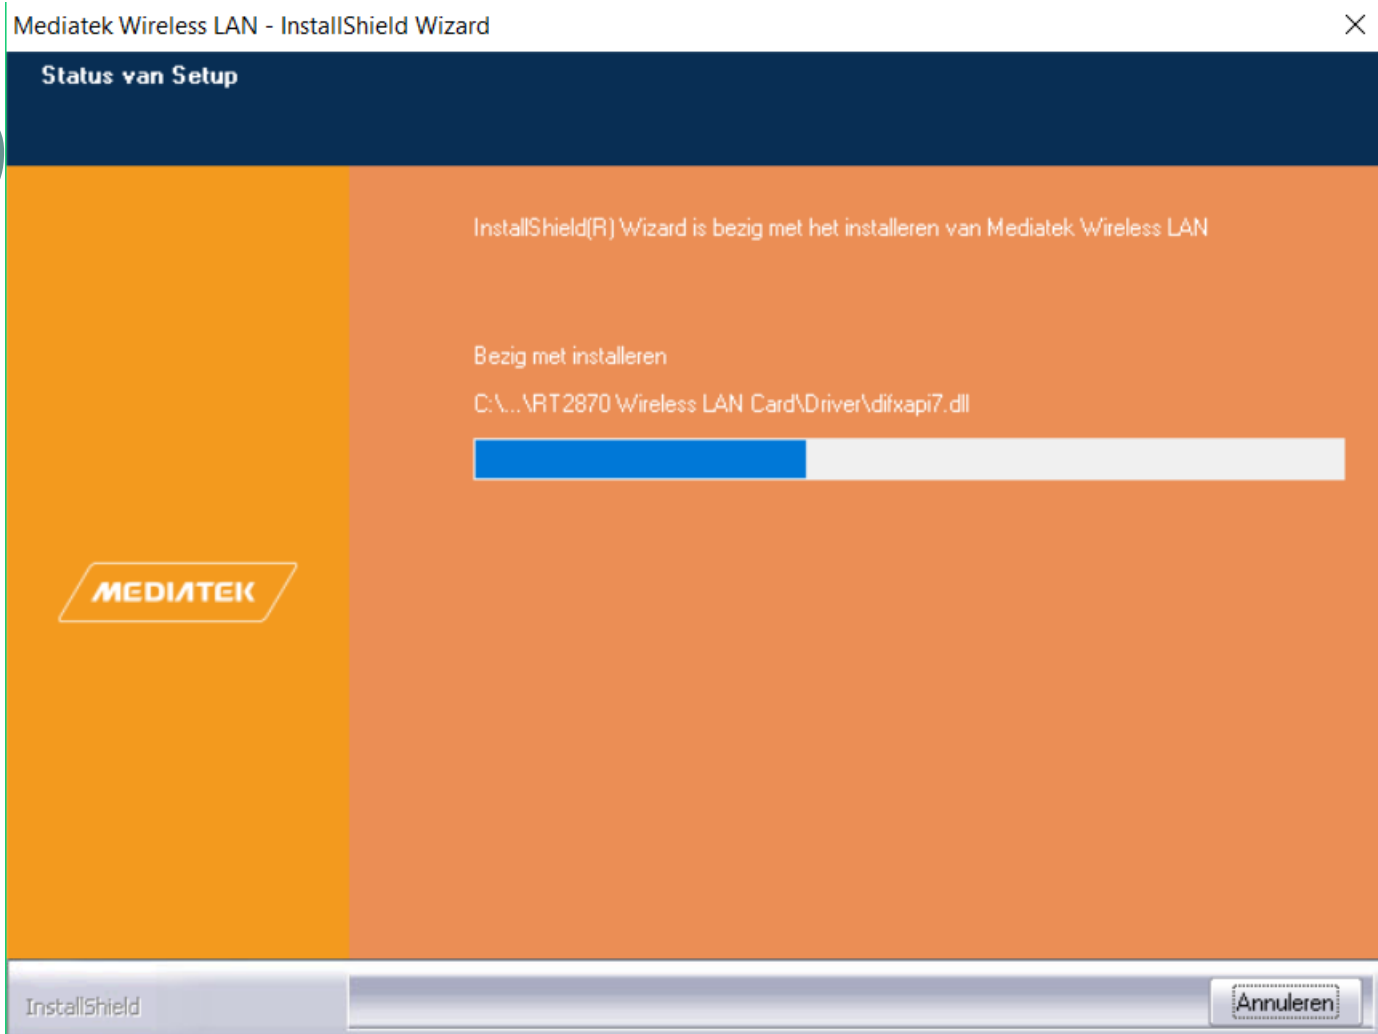 Mediatek Wireless LAN - InstallShield Wizard
Status van Setup
InstallShield(R) Wizard is bezig met het installeren van Mediatek Wireless LAN
Bezig met installeren
C:\...\RT2870 Wireless LAN Card\Driver\difxapi7.dll
MEDIATEK
InstallShield
Annuleren